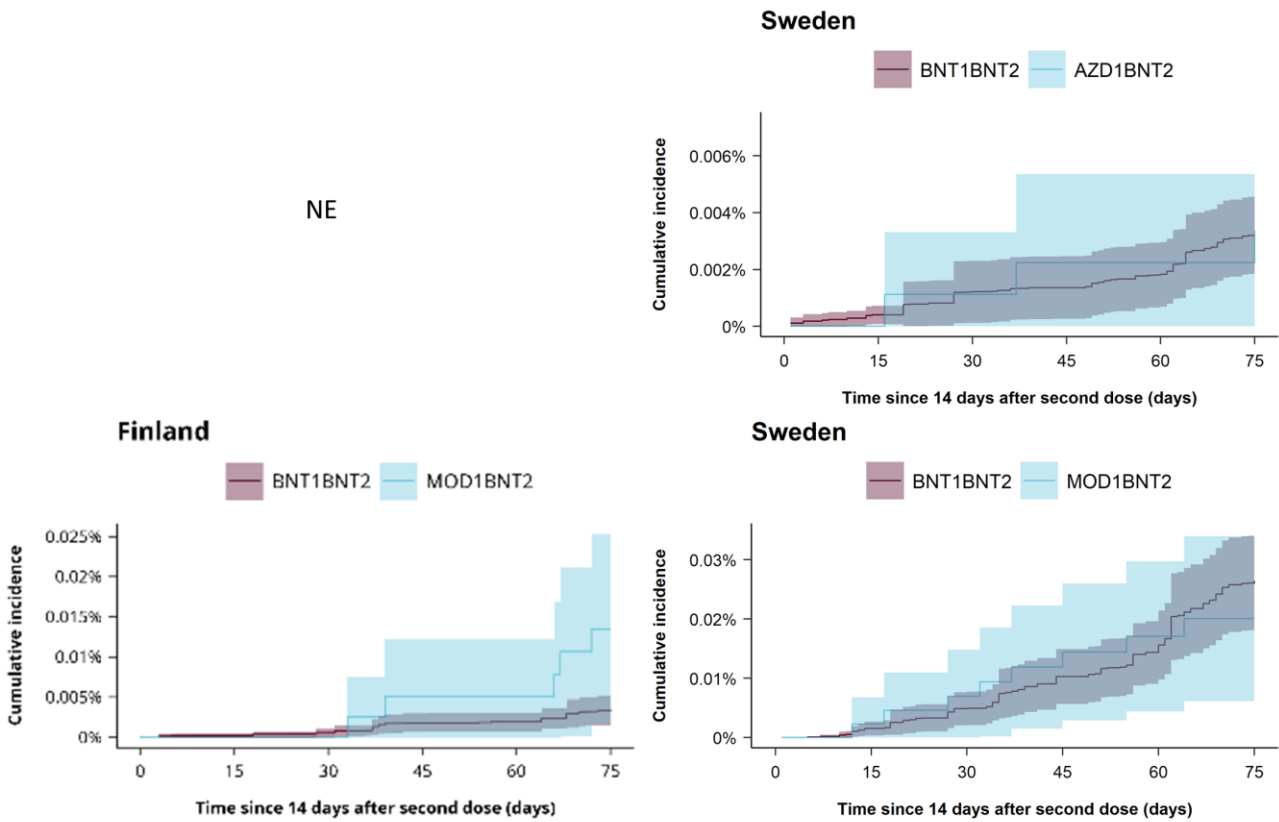 NE
Sweden
BNT1BNT2 AZD1BNT2
Cumulative incidence
0.006%
0.004%
0.002%
0%
0 15 30 45 60 75
Time since 14 days after second dose (days)
Finland
BNT1BNT2 MOD1BNT2
Cumulative incidence
0.025%
0.02%
0.015%
0.01%
0.005%
0%
0 15 30 45 60 75
Time since 14 days after second dose (days)
Sweden
BNT1BNT2 MOD1BNT2
Cumulative incidence
0.03%
0.02%
0.01%
0%
0 15 30 45 60 75
Time since 14 days after second dose (days)